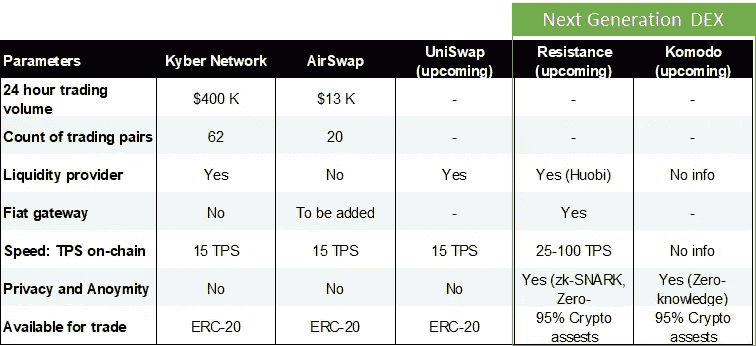 Next Generation DEX
Parameters Kyber Network AirSwap UniSwap (upcoming) Resistance (upcoming) Komodo (upcoming)
24 hour trading volume $400 K $13 K - - -
Count of trading pairs 62 20 - - -
Liquidity provider Yes No Yes Yes (Huobi) No info
Fiat gateway No To be added - Yes -
Speed: TPS on-chain 15 TPS 15 TPS 15 TPS 25-100 TPS No info
Privacy and Anoymity No No No Yes (zk-SNARK, Zero- Yes (Zero-knowledge)
Available for trade ERC-20 ERC-20 ERC-20 95% Crypto assests 95% Crypto assests